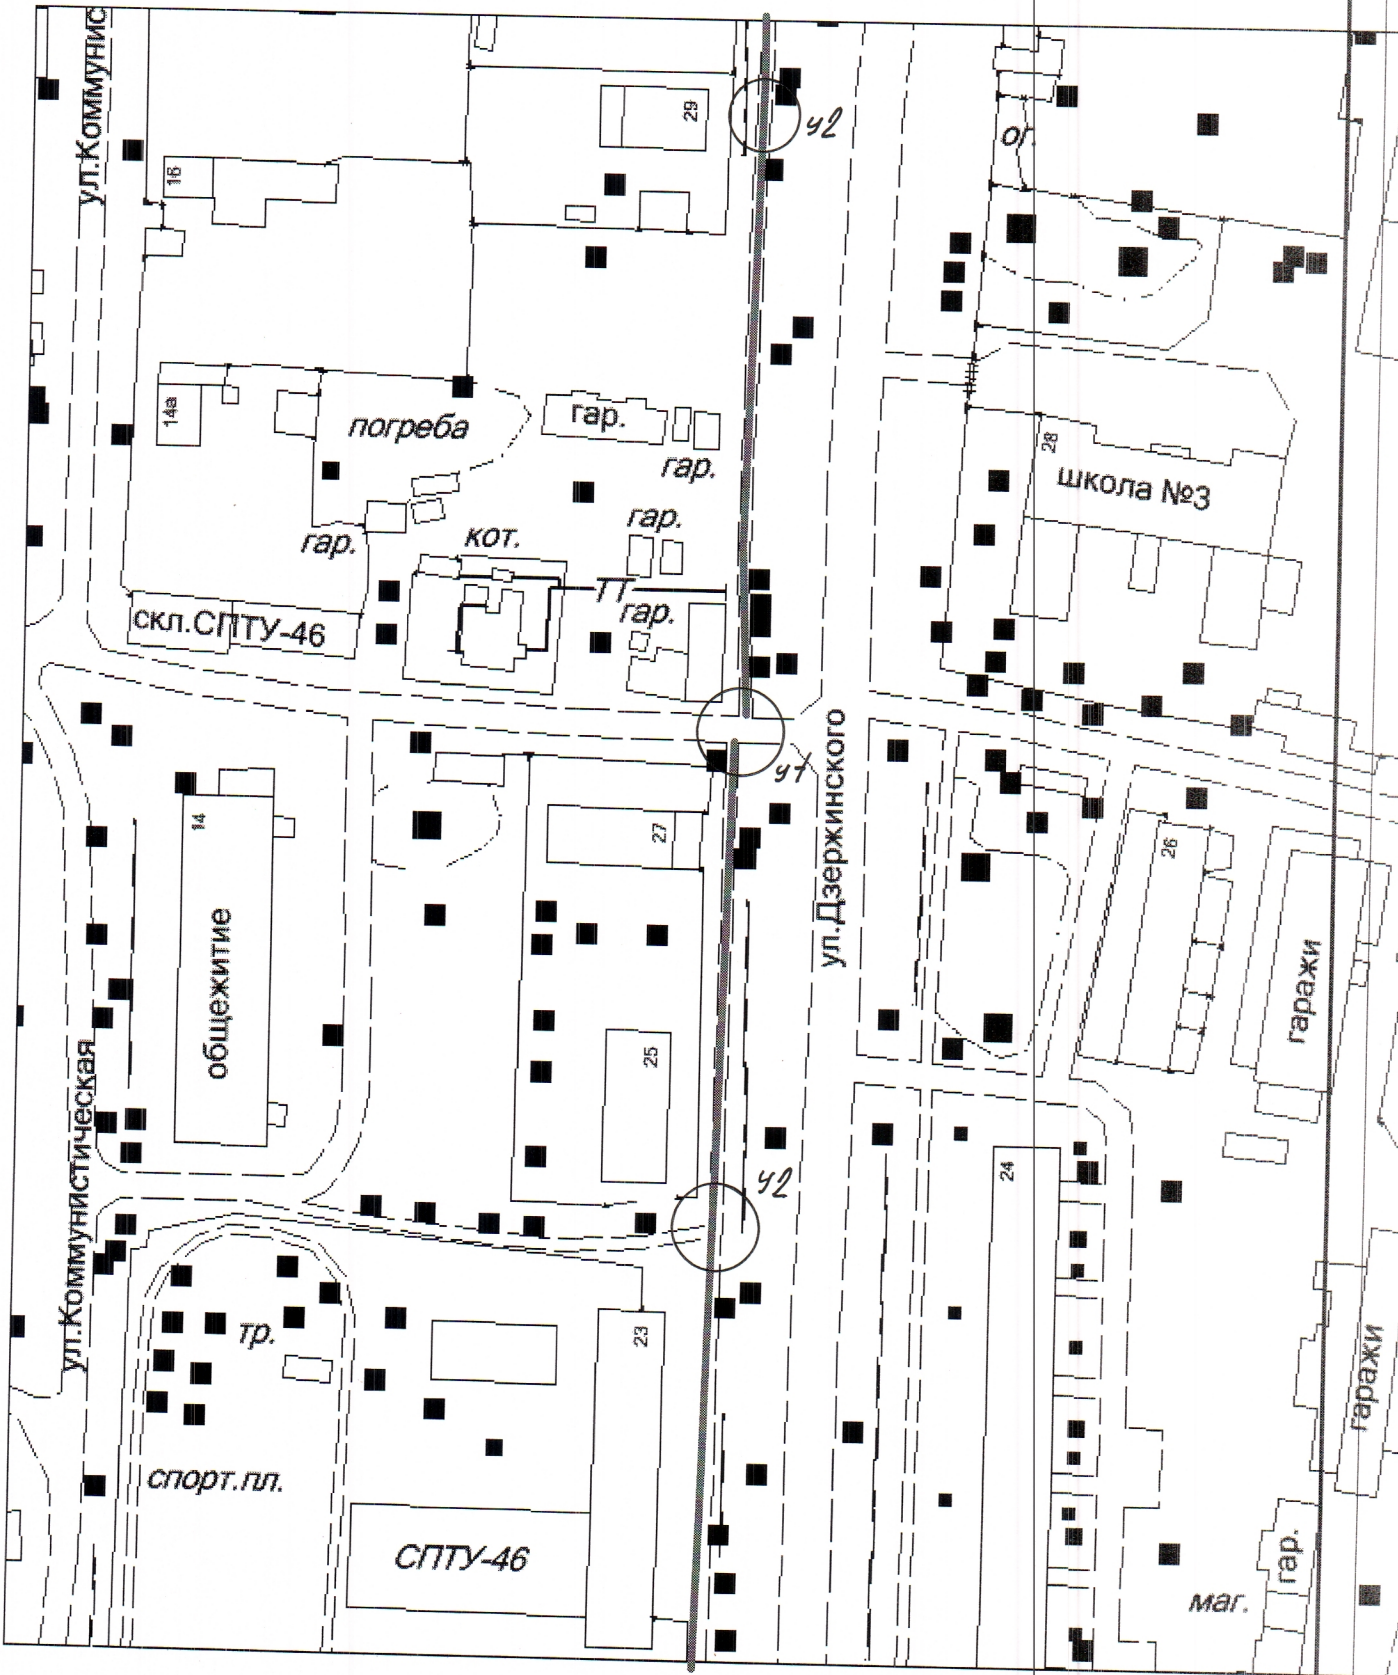 ул.Коммунис
29
у2
ог.
16
14а
погреба
гар.
гар.
28
школа №3
гар.
кот.
гар.
ТТ
гар.
скл.СПТУ-46
у1
ул.Дзержинского
14
27
26
общежитие
гаражи
25
ул.Коммунистическая
24
у2
тр.
23
гаражи
спорт.пл.
СПТУ-46
гар.
маг.